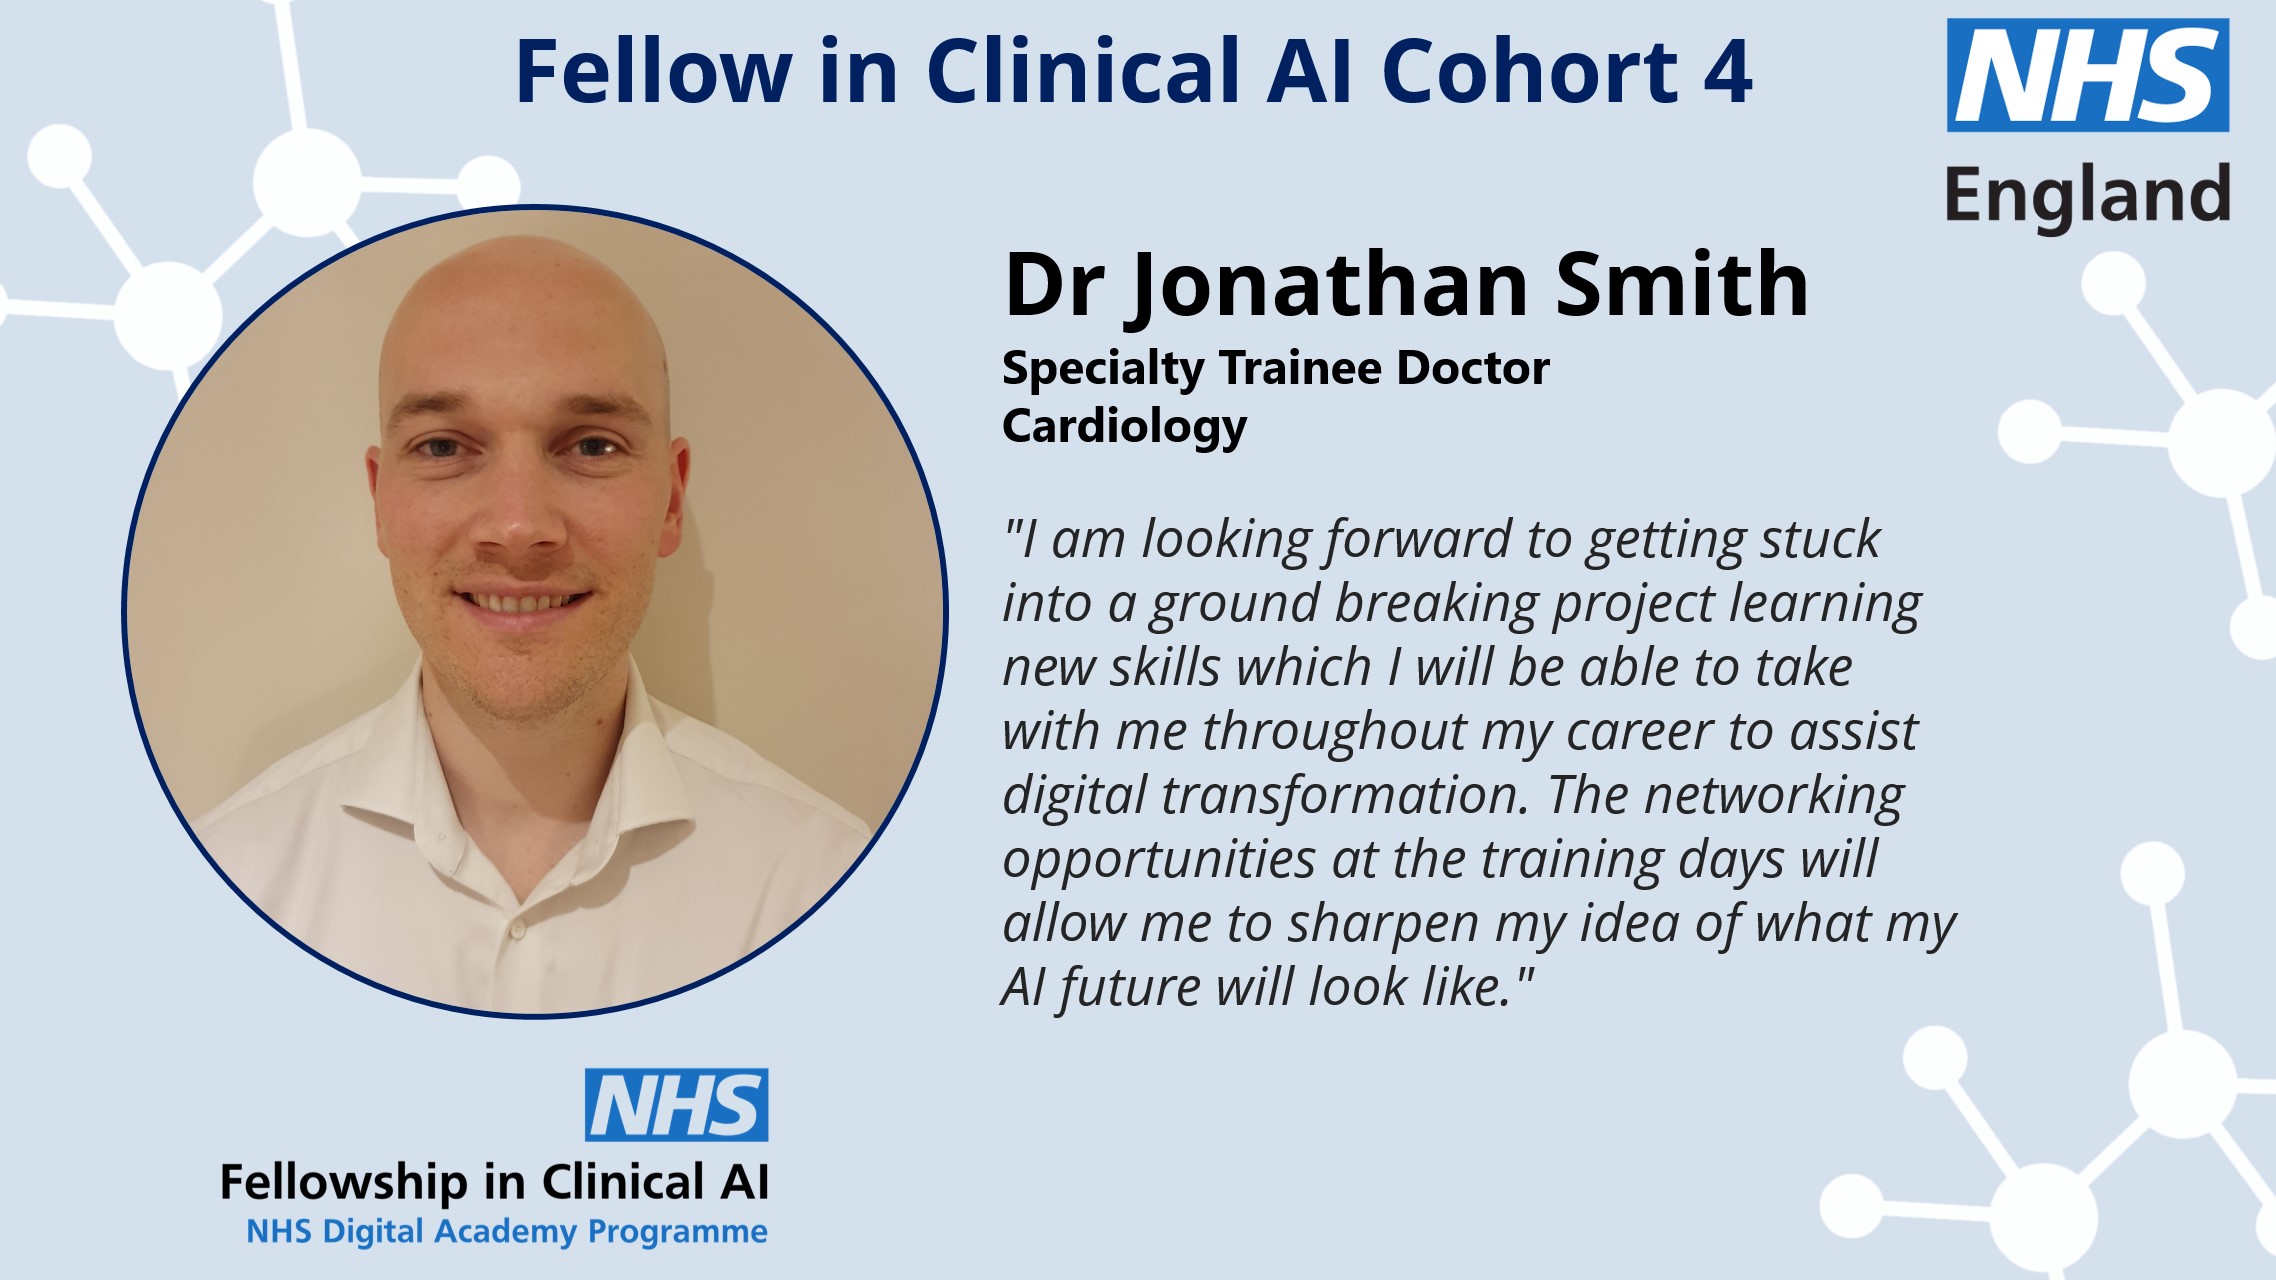 Fellow in Clinical AI Cohort 4
NHS
England
Dr Jonathan Smith
Specialty Trainee Doctor
Cardiology
"I am looking forward to getting stuck
into a ground breaking project learning
new skills which I will be able to take
with me throughout my career to assist
digital transformation. The networking
opportunities at the training days will
allow me to sharpen my idea of what my
AI future will look like."
NHS
Fellowship in Clinical AI
NHS Digital Academy Programme